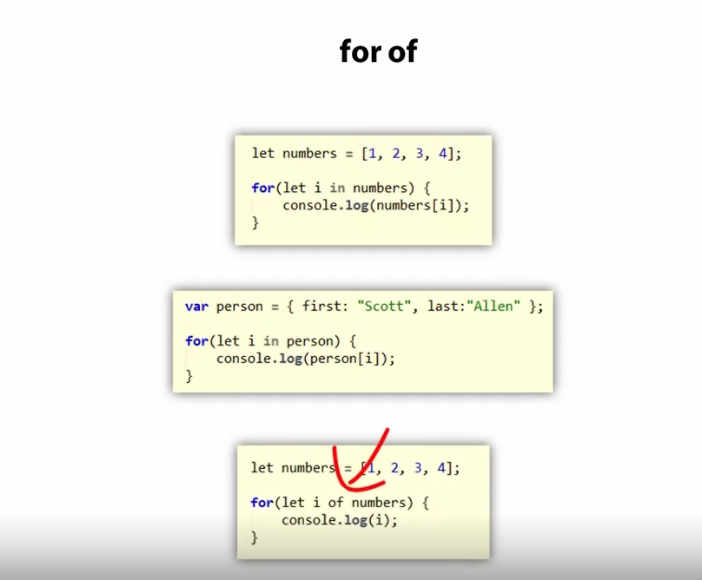 for of
let numbers = [1, 2, 3, 4];
for(let i in numbers) {
console.log(numbers[i]);
}
var person = { first: "Scott", last:"Allen" };
for(let i in person) {
console.log(person[i]);
}
let numbers = [1, 2, 3, 4];
for(let i of numbers) {
console.log(i);
}